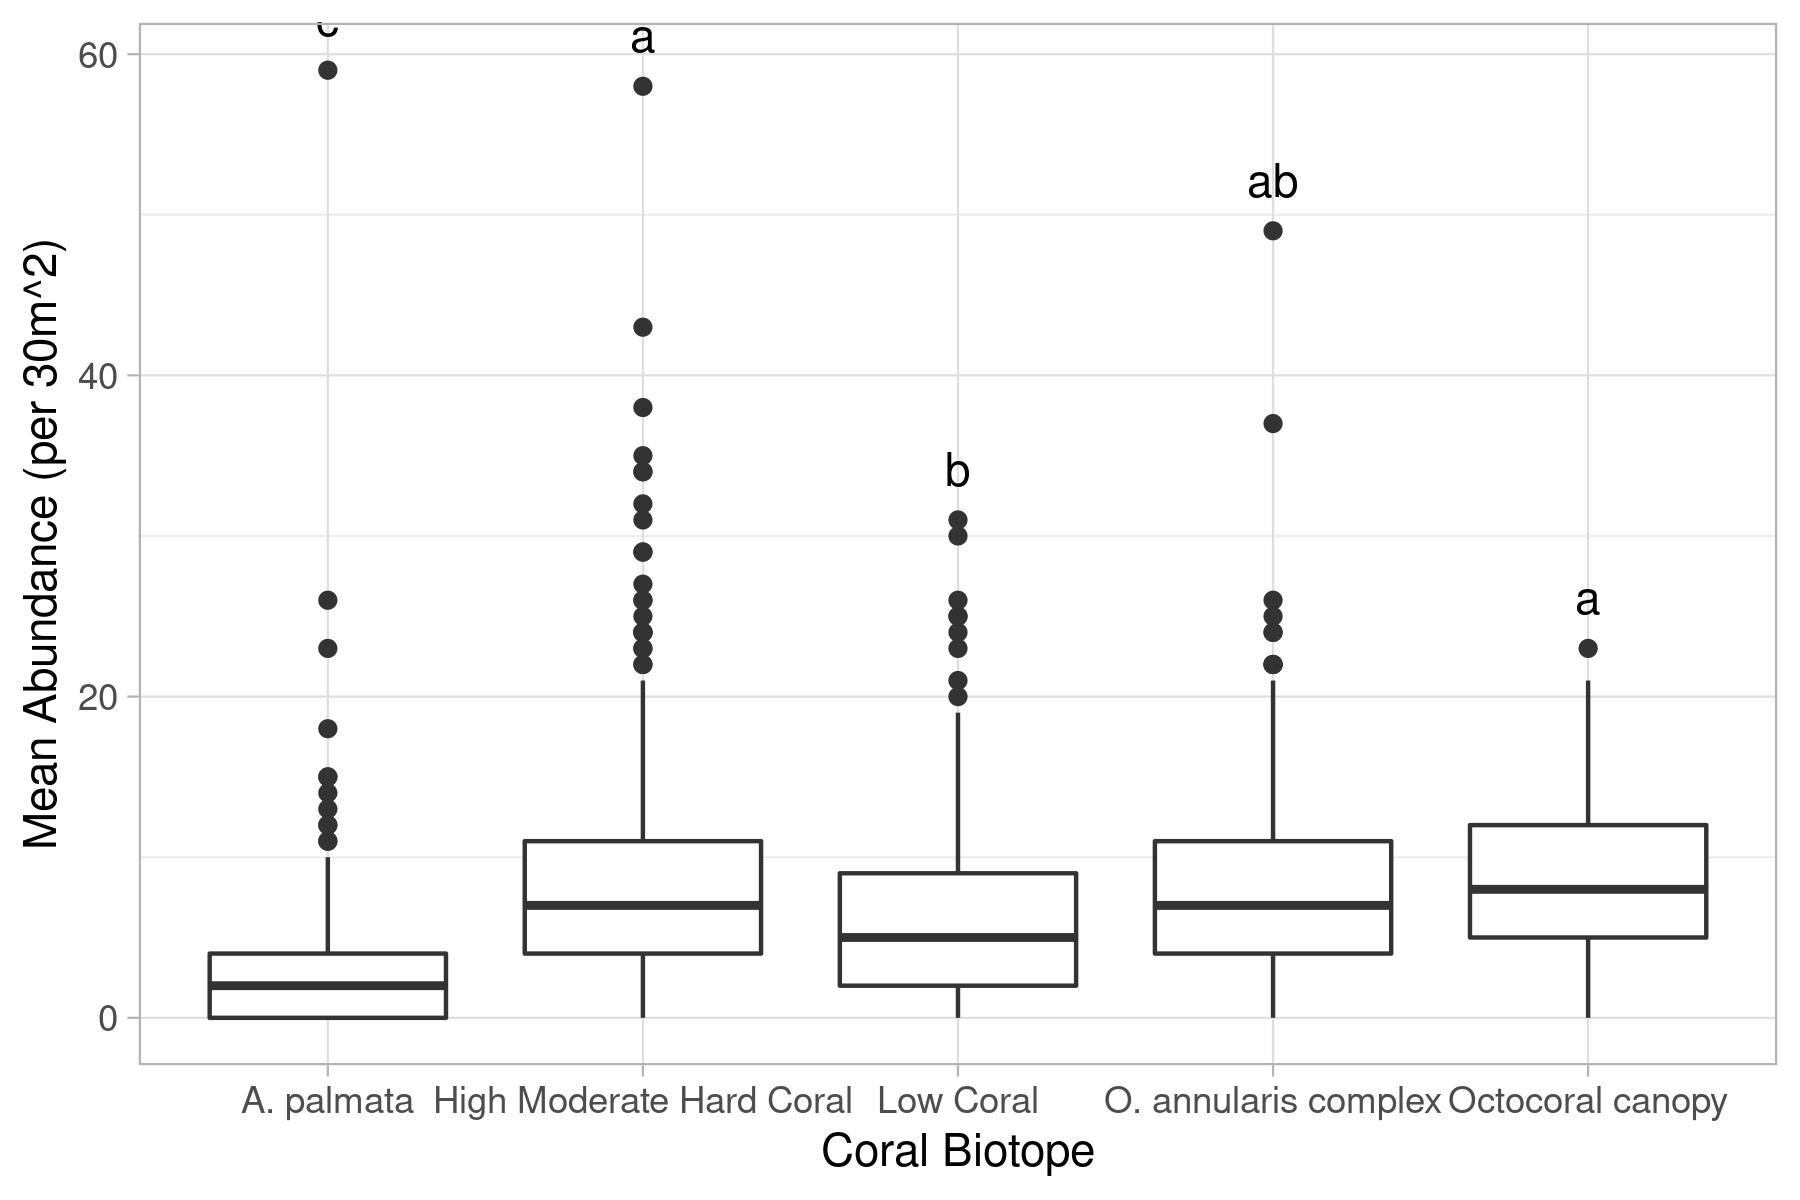 c
a
ab
b
a
Mean Abundance (per 30m^2)
60
40
20
0
A. palmata High Moderate Hard Coral Low Coral O. annularis complex Octocoral canopy
Coral Biotope